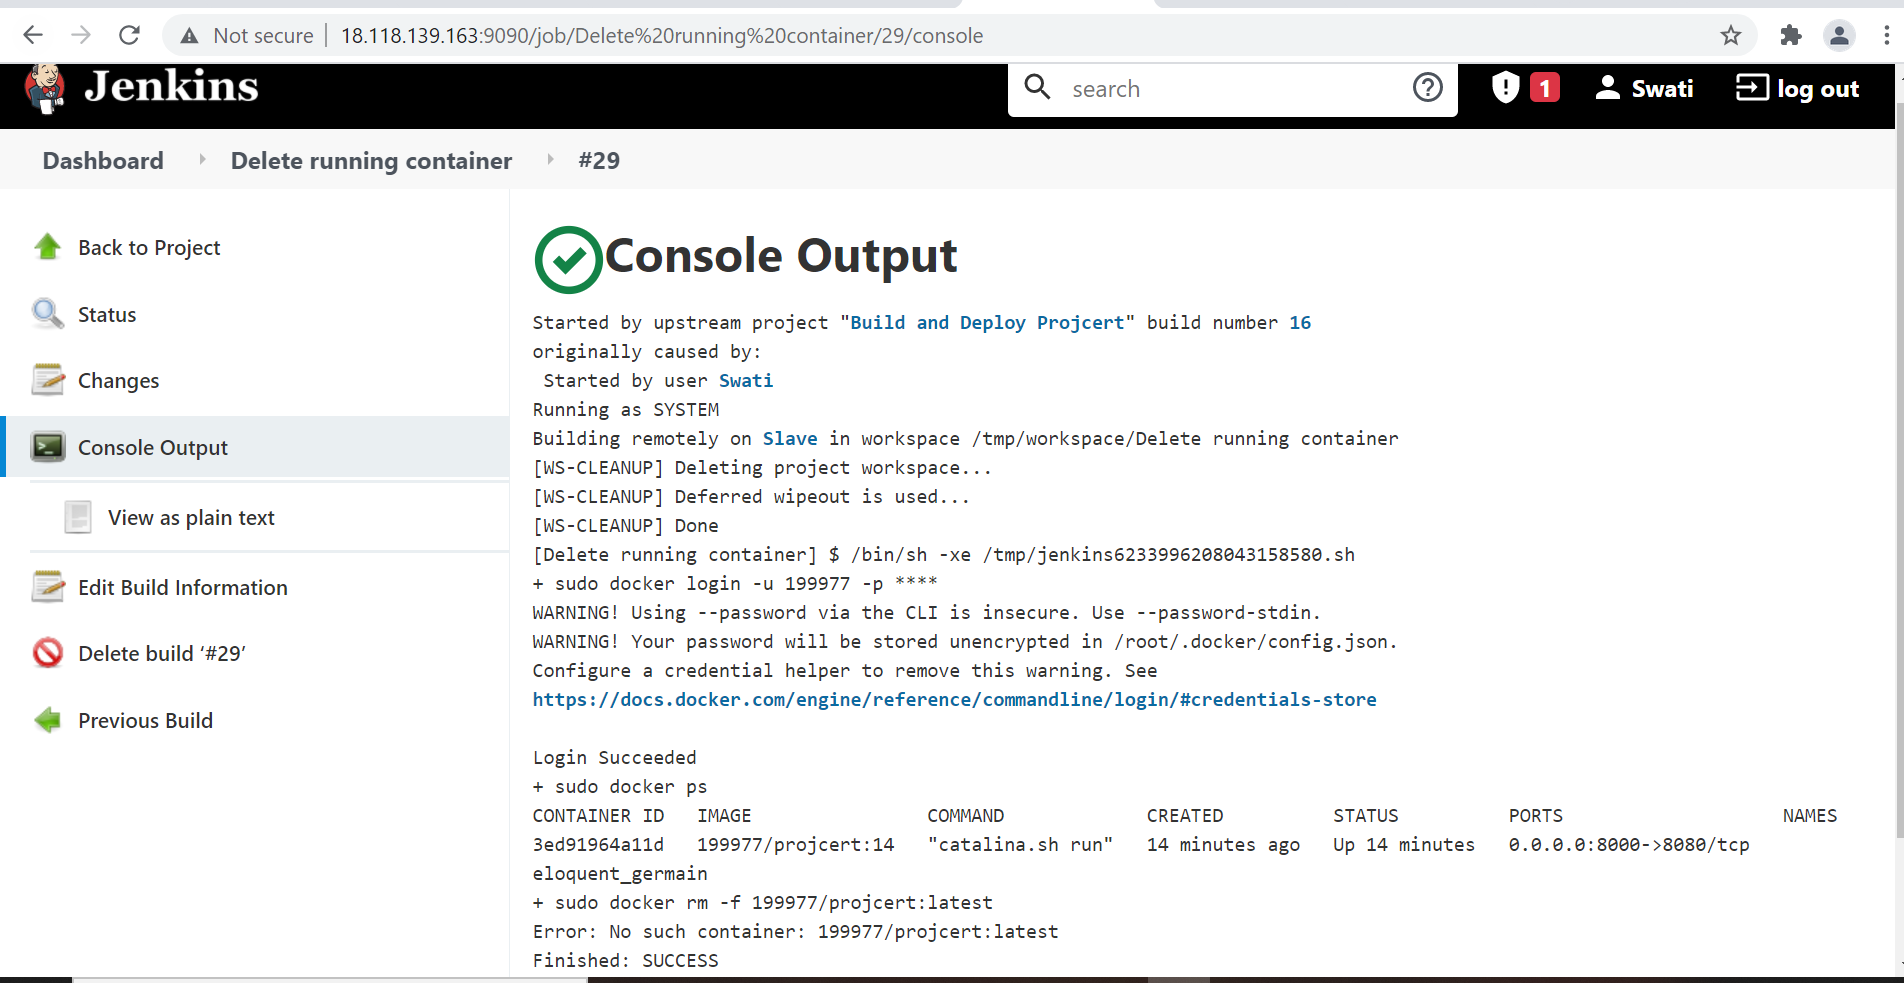 Not secure | 18.118.139.163:9090/job/Delete%20running%20container/29/console
Jenkins
search
1
Swati
log out
Dashboard
Delete running container
#29
Back to Project
Status
Changes
Console Output
View as plain text
Edit Build Information
Delete build ‘#29’
Previous Build
Console Output
Started by upstream project "Build and Deploy Projcert" build number 16
originally caused by:
Started by user Swati
Running as SYSTEM
Building remotely on Slave in workspace /tmp/workspace/Delete running container
[WS-CLEANUP] Deleting project workspace...
[WS-CLEANUP] Deferred wipeout is used...
[WS-CLEANUP] Done
[Delete running container] $ /bin/sh -xe /tmp/jenkins6233996208043158580.sh
+ sudo docker login -u 199977 -p ****
WARNING! Using --password via the CLI is insecure. Use --password-stdin.
WARNING! Your password will be stored unencrypted in /root/.docker/config.json.
Configure a credential helper to remove this warning. See
https://docs.docker.com/engine/reference/commandline/login/#credentials-store
Login Succeeded
+ sudo docker ps
CONTAINER ID IMAGE COMMAND CREATED STATUS PORTS NAMES
3ed91964a11d 199977/projcert:14 "catalina.sh run" 14 minutes ago Up 14 minutes 0.0.0.0:8000->8080/tcp
eloquent_germain
+ sudo docker rm -f 199977/projcert:latest
Error: No such container: 199977/projcert:latest
Finished: SUCCESS